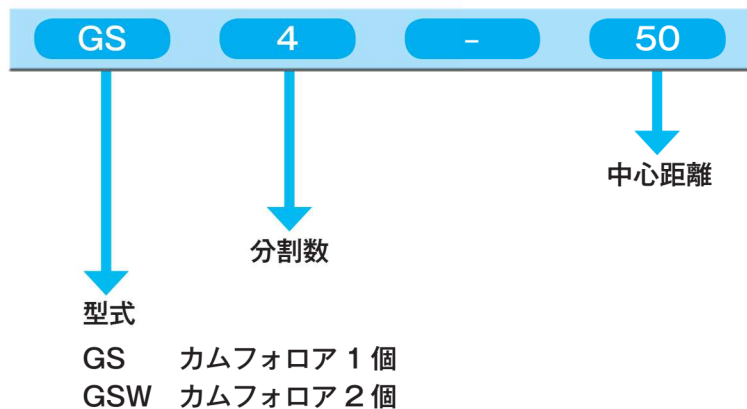 GS 4 - 50
中心距離
分割数
型式
GS カムフォロア 1 個
GSW カムフォロア 2 個